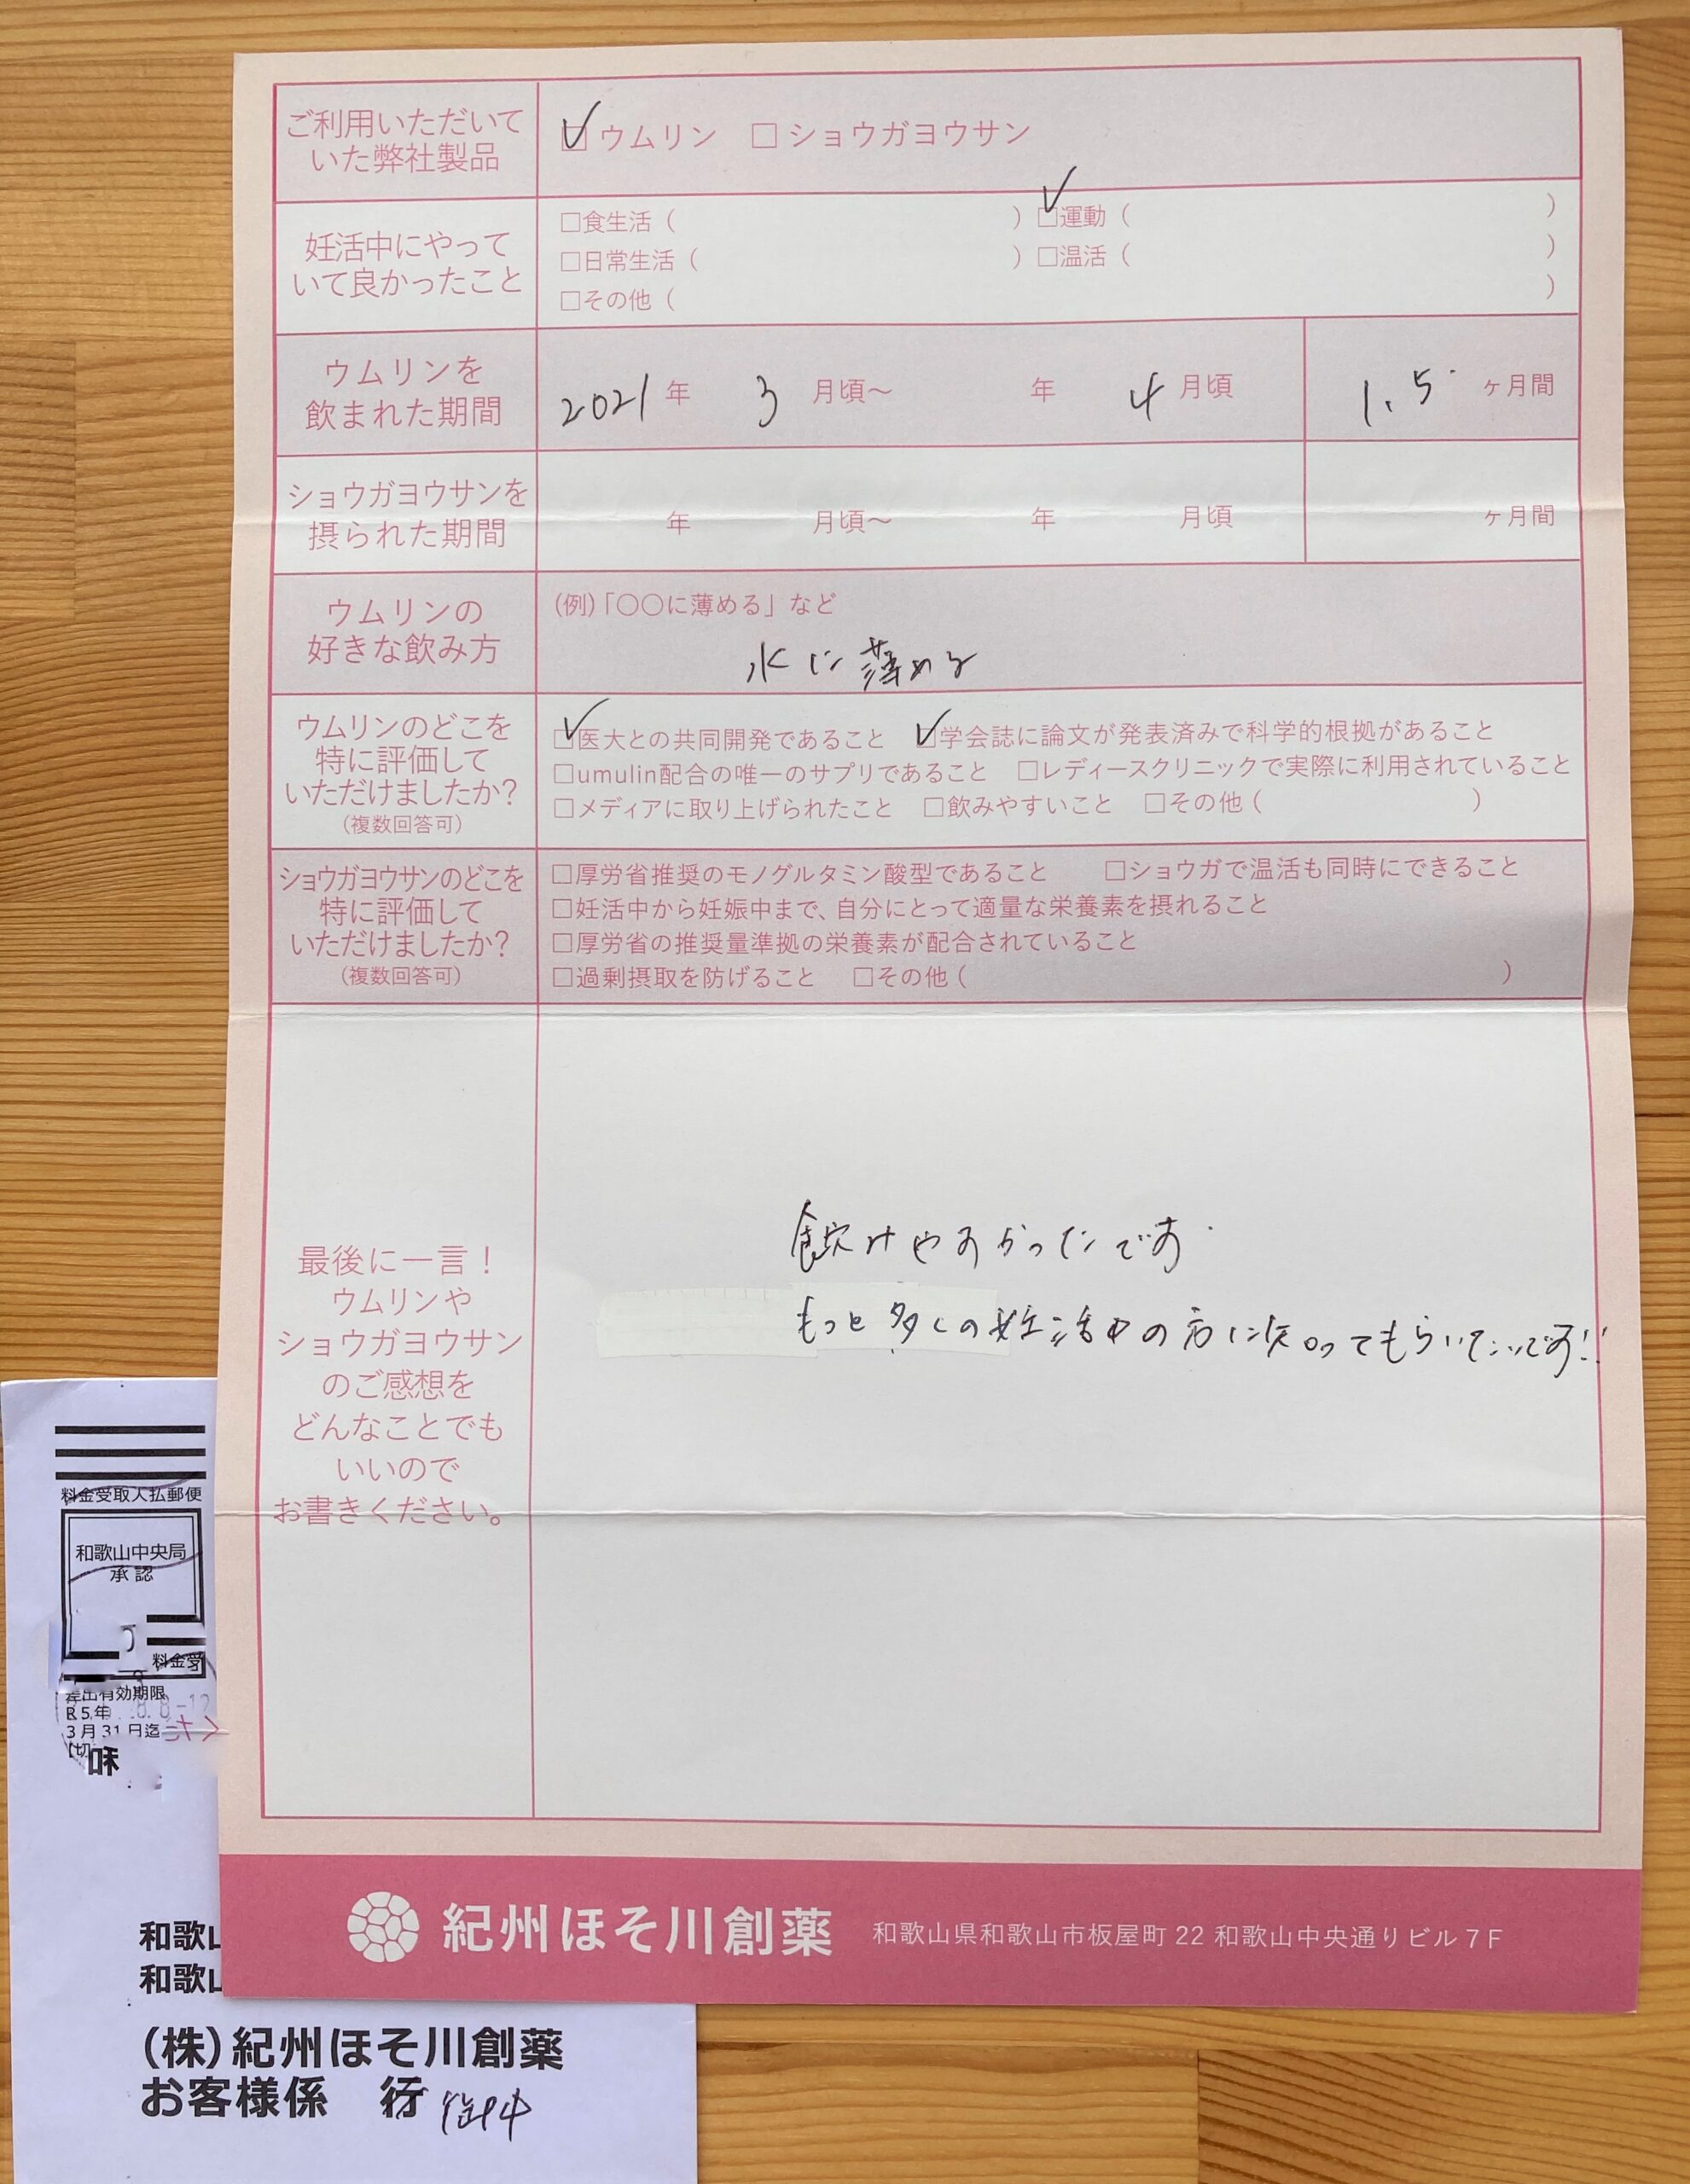 ご利用いただいて
いた弊社製品
☑ウムリン □ショウガヨウサン
妊活中にやって
いて良かったこと
□食生活（ ）☑運動（ ）
□日常生活（ ）□温活（ ）
□その他（ ）
ウムリンを
飲まれた期間
2021年 3月頃～ 年 4月頃 1.5ヶ月間
ショウガヨウサンを
摂られた期間
年 月頃～ 年 月頃 ヶ月間
ウムリンの
好きな飲み方
(例)「〇〇に薄める」など
水に薄める
ウムリンのどこを
特に評価して
いただけましたか?
(複数回答可)
☑医大との共同開発であること ☑学会誌に論文が発表済みで科学的根拠があること
□umulin配合の唯一のサプリであること □レディースクリニックで実際に利用されていること
□メディアに取り上げられたこと □飲みやすいこと □その他（ ）
ショウガヨウサンのどこを
特に評価して
いただけましたか?
(複数回答可)
□厚労省推奨のモノグルタミン酸型であること □ショウガで温活も同時にできること
□妊活中から妊娠中まで、自分にとって適量な栄養素を摂れること
□厚労省の推奨量準拠の栄養素が配合されていること
□過剰摂取を防げること □その他（ ）
最後に一言！
ウムリンや
ショウガヨウサン
のご感想を
どんなことでも
いいので
お書きください。
飲みやすかったです
もっと多くの妊活中の方に知ってもらいたいです!!
紀州ほそ川創薬 和歌山県和歌山市板屋町 22 和歌山中央通りビル 7F
料金受取人払郵便
和歌山中央局
承認
料金受
差出有効期限
R5年
3月31日迄
和歌山
和歌山
(株)紀州ほそ川創薬
お客様係 行 御中